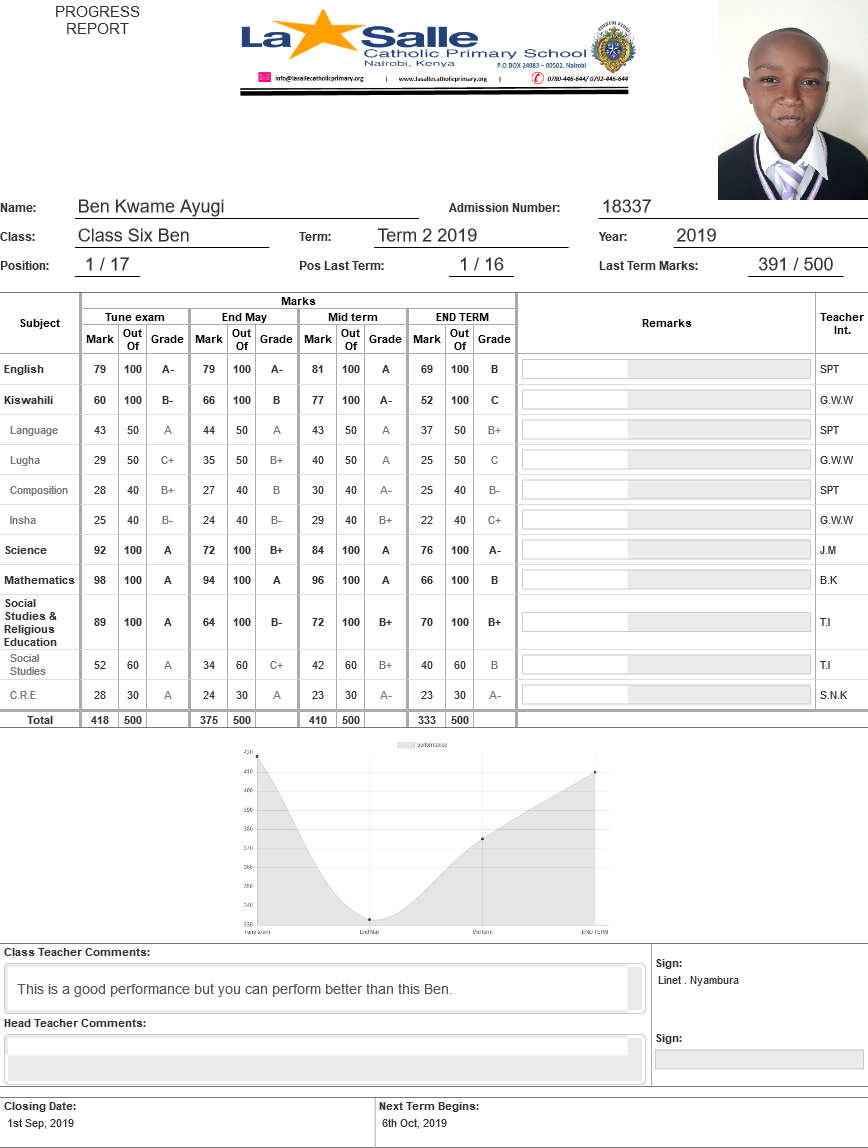 PROGRESS
REPORT
La Salle
Catholic Primary School
Nairobi, Kenya
P.O BOX 24083 – 00502, Nairobi
info@lasallecatholicprimary.org | www.lasallecatholicprimary.org | 0780-446-644/ 0792-446-644
Name: Ben Kwame Ayugi Admission Number: 18337
Class: Class Six Ben Term: Term 2 2019 Year: 2019
Position: 1 / 17 Pos Last Term: 1 / 16 Last Term Marks: 391 / 500
Subject Marks Remarks Teacher Int.
Tune exam End May Mid term END TERM
Mark Out Of Grade Mark Out Of Grade Mark Out Of Grade Mark Out Of Grade
English 79 100 A- 79 100 A- 81 100 A 69 100 B SPT
Kiswahili 60 100 B- 66 100 B 77 100 A- 52 100 C G.W.W
Language 43 50 A 44 50 A 43 50 A 37 50 B+ SPT
Lugha 29 50 C+ 35 50 B+ 40 50 A 25 50 C G.W.W
Composition 28 40 B+ 27 40 B 30 40 A- 25 40 B- SPT
Insha 25 40 B- 24 40 B- 29 40 B+ 22 40 C+ G.W.W
Science 92 100 A 72 100 B+ 84 100 A 76 100 A- J.M
Mathematics 98 100 A 94 100 A 96 100 A 66 100 B B.K
Social Studies & Religious Education 89 100 A 64 100 B- 72 100 B+ 70 100 B+ T.I
Social Studies 52 60 A 34 60 C+ 42 60 B+ 40 60 B T.I
C.R.E 28 30 A 24 30 A 23 30 A- 23 30 A- S.N.K
Total 418 500 375 500 410 500 333 500
performance
420
410
400
390
380
370
360
350
340
330
Tune exam End May Mid term END TERM
Class Teacher Comments:
This is a good performance but you can perform better than this Ben.
Sign:
Linet . Nyambura
Head Teacher Comments:
Sign:
Closing Date: Next Term Begins:
1st Sep, 2019 6th Oct, 2019